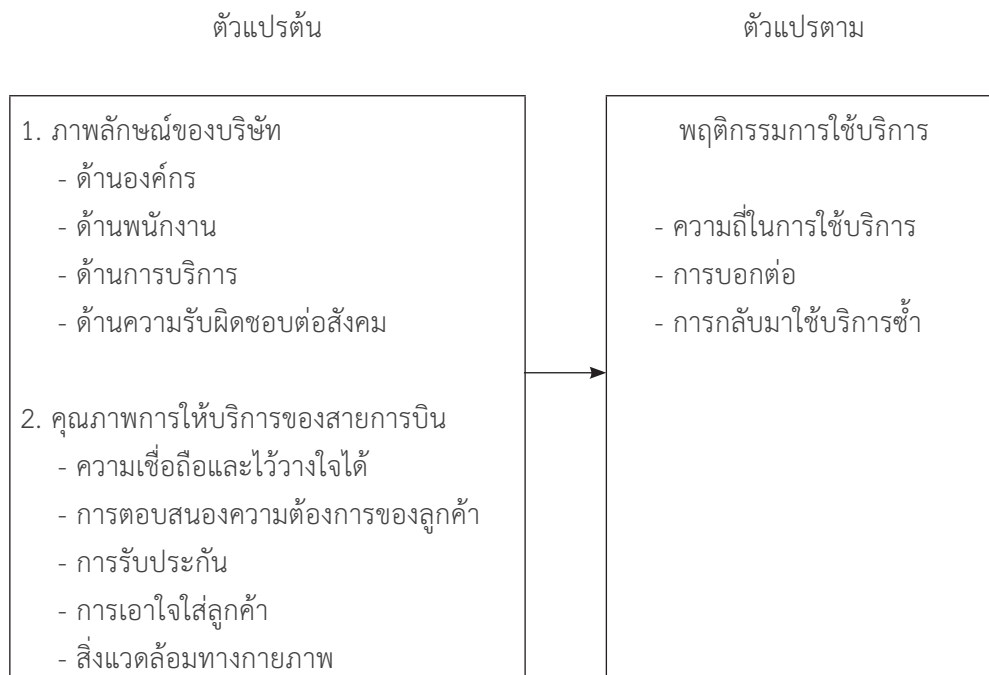 ตัวแปรต้น
ตัวแปรตาม
1. ภาพลักษณ์ของบริษัท
- ด้านองค์กร
- ด้านพนักงาน
- ด้านการบริการ
- ด้านความรับผิดชอบต่อสังคม
2. คุณภาพการให้บริการของสายการบิน
- ความเชื่อถือและไว้วางใจได้
- การตอบสนองความต้องการของลูกค้า
- การรับประกัน
- การเอาใจใส่ลูกค้า
- สิ่งแวดล้อมทางกายภาพ
พฤติกรรมการใช้บริการ
- ความถี่ในการใช้บริการ
- การบอกต่อ
- การกลับมาใช้บริการซ้ำ